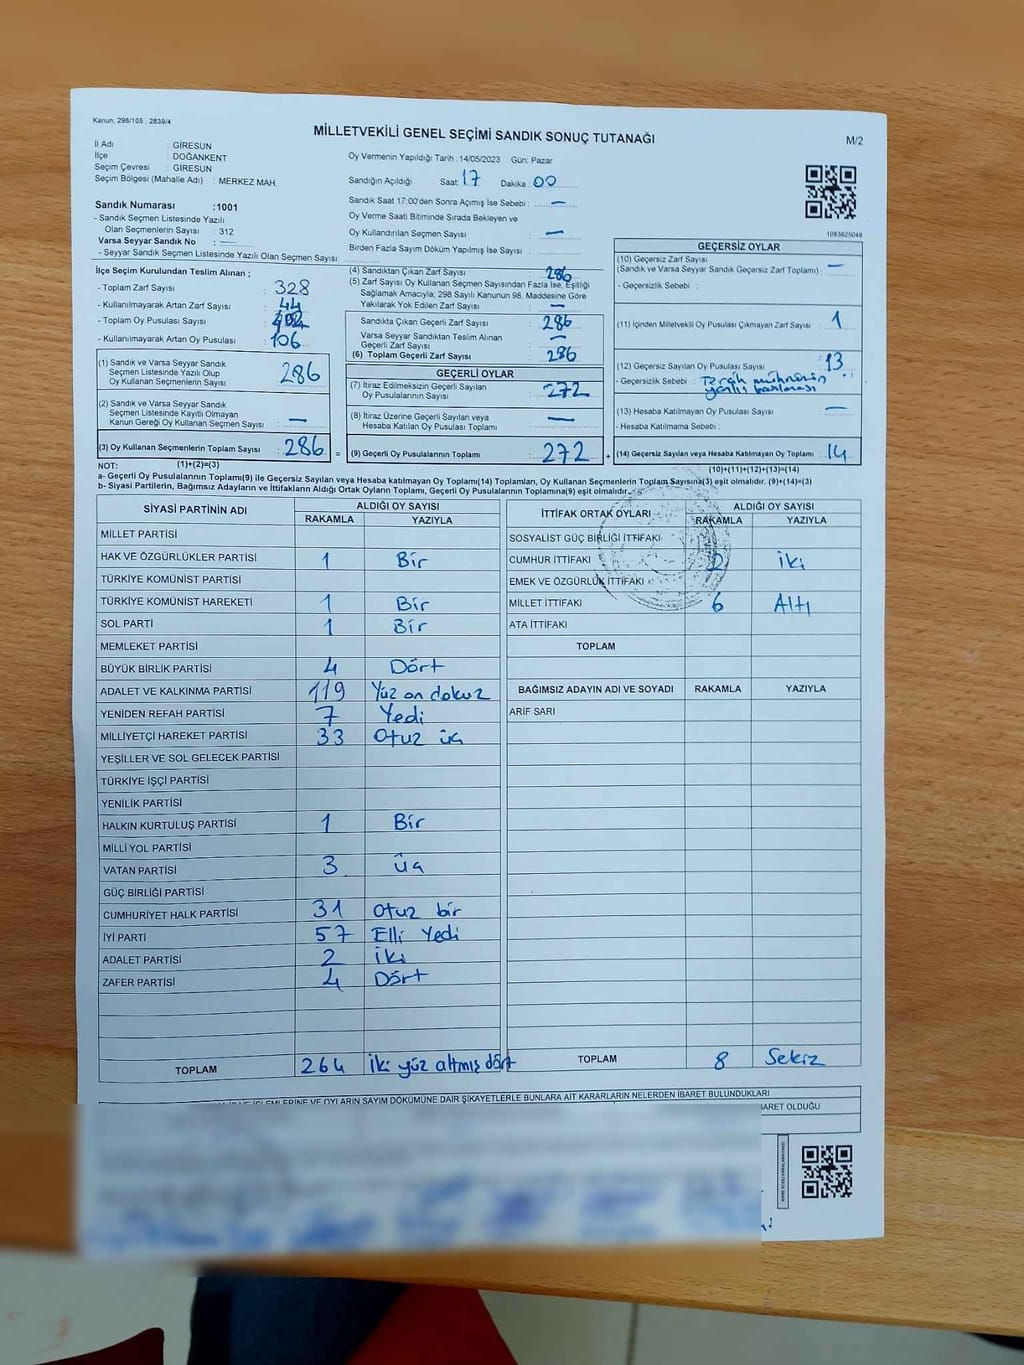 Kanun; 298/105 , 2839/4
MİLLETVEKİLİ GENEL SEÇİMİ SANDIK SONUÇ TUTANAĞI
M/2
İl Adı : GİRESUN
İlçe : DOĞANKENT
Seçim Çevresi : GİRESUN
Seçim Bölgesi (Mahalle Adı) : MERKEZ MAH.
Sandık Numarası :1001
- Sandık Seçmen Listesinde Yazılı
Olan Seçmenlerin Sayısı : 312
Varsa Seyyar Sandık No : —
- Seyyar Sandık Seçmen Listesinde Yazılı Olan Seçmen Sayısı:
Oy Vermenin Yapıldığı Tarih : 14/05/2023 Gün: Pazar
Sandığın Açıldığı Saat: 17 Dakika : 00
Sandık Saat 17:00'den Sonra Açımış İse Sebebi : —
Oy Verme Saati Bitiminde Sırada Bekleyen ve
Oy Kullandırılan Seçmen Sayısı : —
Birden Fazla Sayım Döküm Yapılmış İse Sayısı :
1083825049
İlçe Seçim Kurulundan Teslim Alınan ;
- Toplam Zarf Sayısı : 328
- Kullanılmayarak Artan Zarf Sayısı : 44
- Toplam Oy Pusulası Sayısı :
- Kullanılmayarak Artan Oy Pusulası : 106
(1) Sandık ve Varsa Seyyar Sandık
Seçmen Listesinde Yazılı Olup
Oy Kullanan Seçmenlerin Sayısı : 286
(2) Sandık ve Varsa Seyyar Sandık
Seçmen Listesinde Kayıtlı Olmayan
Kanun Gereği Oy Kullanan Seçmen Sayısı : —
(3) Oy Kullanan Seçmenlerin Toplam Sayısı : 286 =
(1)+(2)=(3)
(4) Sandıktan Çıkan Zarf Sayısı : 286
(5) Zarf Sayısı Oy Kullanan Seçmen Sayısından Fazla İse, Eşitliği
Sağlamak Amacıyla; 298 Sayılı Kanunun 98. Maddesine Göre
Yakılarak Yok Edilen Zarf Sayısı : —
Sandıkta Çıkan Geçerli Zarf Sayısı : 286
Varsa Seyyar Sandıktan Teslim Alınan
Geçerli Zarf Sayısı : —
(6) Toplam Geçerli Zarf Sayısı : 286
GEÇERLİ OYLAR
(7) İtiraz Edilmeksizin Geçerli Sayılan
Oy Pusulalarının Sayısı : 272
(8) İtiraz Üzerine Geçerli Sayılan veya
Hesaba Katılan Oy Pusulası Toplamı : —
(9) Geçerli Oy Pusulalarının Toplamı : 272 +
GEÇERSİZ OYLAR
(10) Geçersiz Zarf Sayısı
(Sandık ve Varsa Seyyar Sandık Geçersiz Zarf Toplamı) : —
- Geçersizlik Sebebi :
(11) İçinden Milletvekili Oy Pusulası Çıkmayan Zarf Sayısı : 1
(12) Geçersiz Sayılan Oy Pusulası Sayısı : 13
- Geçersizlik Sebebi : Tercih mührünün
yanlış basılması
(13) Hesaba Katılmayan Oy Pusulası Sayısı : —
- Hesaba Katılmama Sebebi :
(14) Geçersiz Sayılan veya Hesaba Katılmayan Oy Toplamı : 14
(10)+(11)+(12)+(13)=(14)
NOT:
a- Geçerli Oy Pusulalarının Toplamı(9) ile Geçersiz Sayılan veya Hesaba katılmayan Oy Toplamı(14) Toplamları, Oy Kullanan Seçmenlerin Toplam Sayısına(3) eşit olmalıdır. (9)+(14)=(3)
b- Siyasi Partilerin, Bağımsız Adayların ve İttifakların Aldığı Ortak Oyların Toplamı, Geçerli Oy Pusulalarının Toplamına(9) eşit olmalıdır.
SİYASİ PARTİNİN ADI ALDIĞI OY SAYISI
RAKAMLA YAZIYLA
MİLLET PARTİSİ
HAK VE ÖZGÜRLÜKLER PARTİSİ 1 Bir
TÜRKİYE KOMÜNİST PARTİSİ
TÜRKİYE KOMÜNİST HAREKETİ 1 Bir
SOL PARTİ 1 Bir
MEMLEKET PARTİSİ
BÜYÜK BİRLİK PARTİSİ 4 Dört
ADALET VE KALKINMA PARTİSİ 119 Yüz on dokuz
YENİDEN REFAH PARTİSİ 7 Yedi
MİLLİYETÇİ HAREKET PARTİSİ 33 Otuz üç
YEŞİLLER VE SOL GELECEK PARTİSİ
TÜRKİYE İŞÇİ PARTİSİ
YENİLİK PARTİSİ
HALKIN KURTULUŞ PARTİSİ 1 Bir
MİLLİ YOL PARTİSİ
VATAN PARTİSİ 3 üç
GÜÇ BİRLİĞİ PARTİSİ
CUMHURİYET HALK PARTİSİ 31 Otuz bir
İYİ PARTİ 57 Elli Yedi
ADALET PARTİSİ 2 İki
ZAFER PARTİSİ 4 Dört
TOPLAM 264 İki yüz altmış dört
İTTİFAK ORTAK OYLARI ALDIĞI OY SAYISI
RAKAMLA YAZIYLA
SOSYALİST GÜÇ BİRLİĞİ İTTİFAKI
CUMHUR İTTİFAKI 2 İki
EMEK VE ÖZGÜRLÜK İTTİFAKI
MİLLET İTTİFAKI 6 Altı
ATA İTTİFAKI
TOPLAM
BAĞIMSIZ ADAYIN ADI VE SOYADI RAKAMLA YAZIYLA
ARİF SARI
TOPLAM 8 Sekiz
İŞLEMLERİNE VE OYLARIN SAYIM DÖKÜMÜNE DAİR ŞİKAYETLERLE BUNLARA AİT KARARLARIN NELERDEN İBARET BULUNDUKLARI
İBARET OLDUĞU